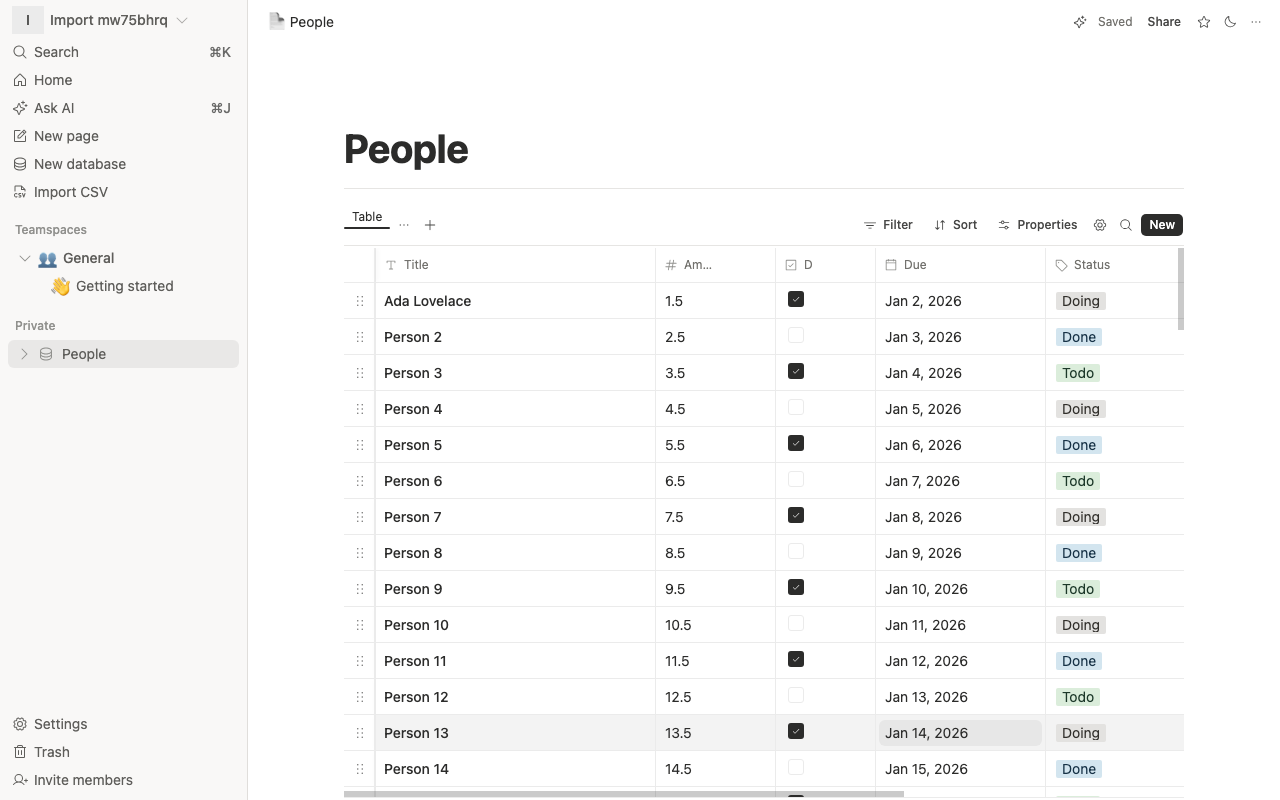 I Import mw75bhrq
Search ⌘K
Home
Ask AI ⌘J
New page
New database
Import CSV
Teamspaces
General
Getting started
Private
People
Settings
Trash
Invite members
People
Saved Share
People
Table
Filter Sort Properties New
Title Am... D Due Status
Ada Lovelace 1.5 Jan 2, 2026 Doing
Person 2 2.5 Jan 3, 2026 Done
Person 3 3.5 Jan 4, 2026 Todo
Person 4 4.5 Jan 5, 2026 Doing
Person 5 5.5 Jan 6, 2026 Done
Person 6 6.5 Jan 7, 2026 Todo
Person 7 7.5 Jan 8, 2026 Doing
Person 8 8.5 Jan 9, 2026 Done
Person 9 9.5 Jan 10, 2026 Todo
Person 10 10.5 Jan 11, 2026 Doing
Person 11 11.5 Jan 12, 2026 Done
Person 12 12.5 Jan 13, 2026 Todo
Person 13 13.5 Jan 14, 2026 Doing
Person 14 14.5 Jan 15, 2026 Done